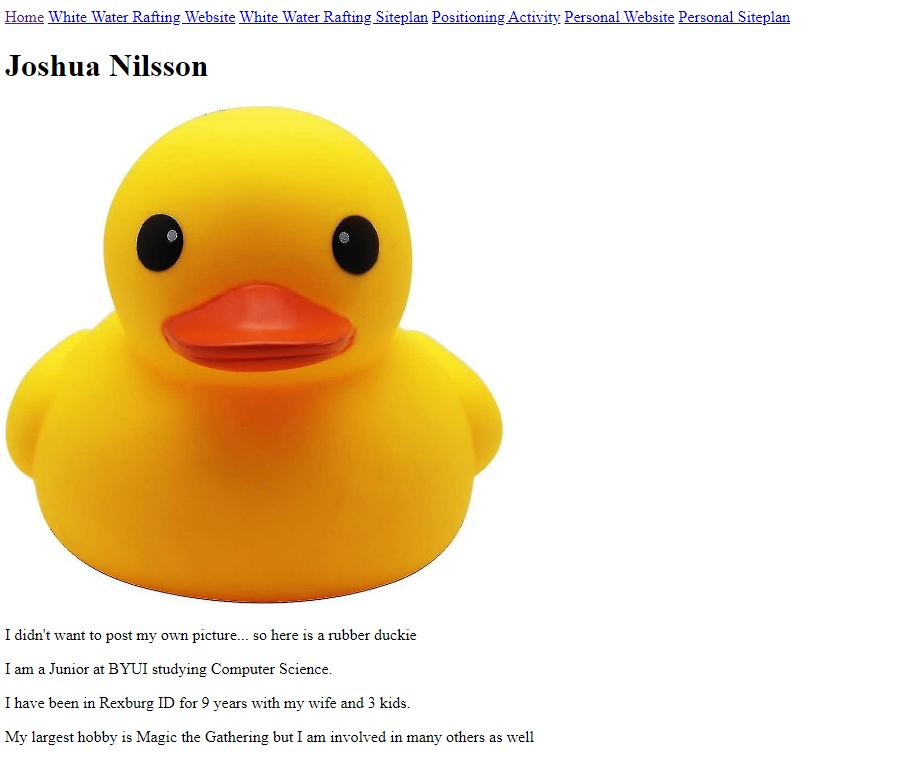 Home White Water Rafting Website White Water Rafting Siteplan Positioning Activity Personal Website Personal Siteplan
Joshua Nilsson
I didn't want to post my own picture... so here is a rubber duckie
I am a Junior at BYUI studying Computer Science.
I have been in Rexburg ID for 9 years with my wife and 3 kids.
My largest hobby is Magic the Gathering but I am involved in many others as well